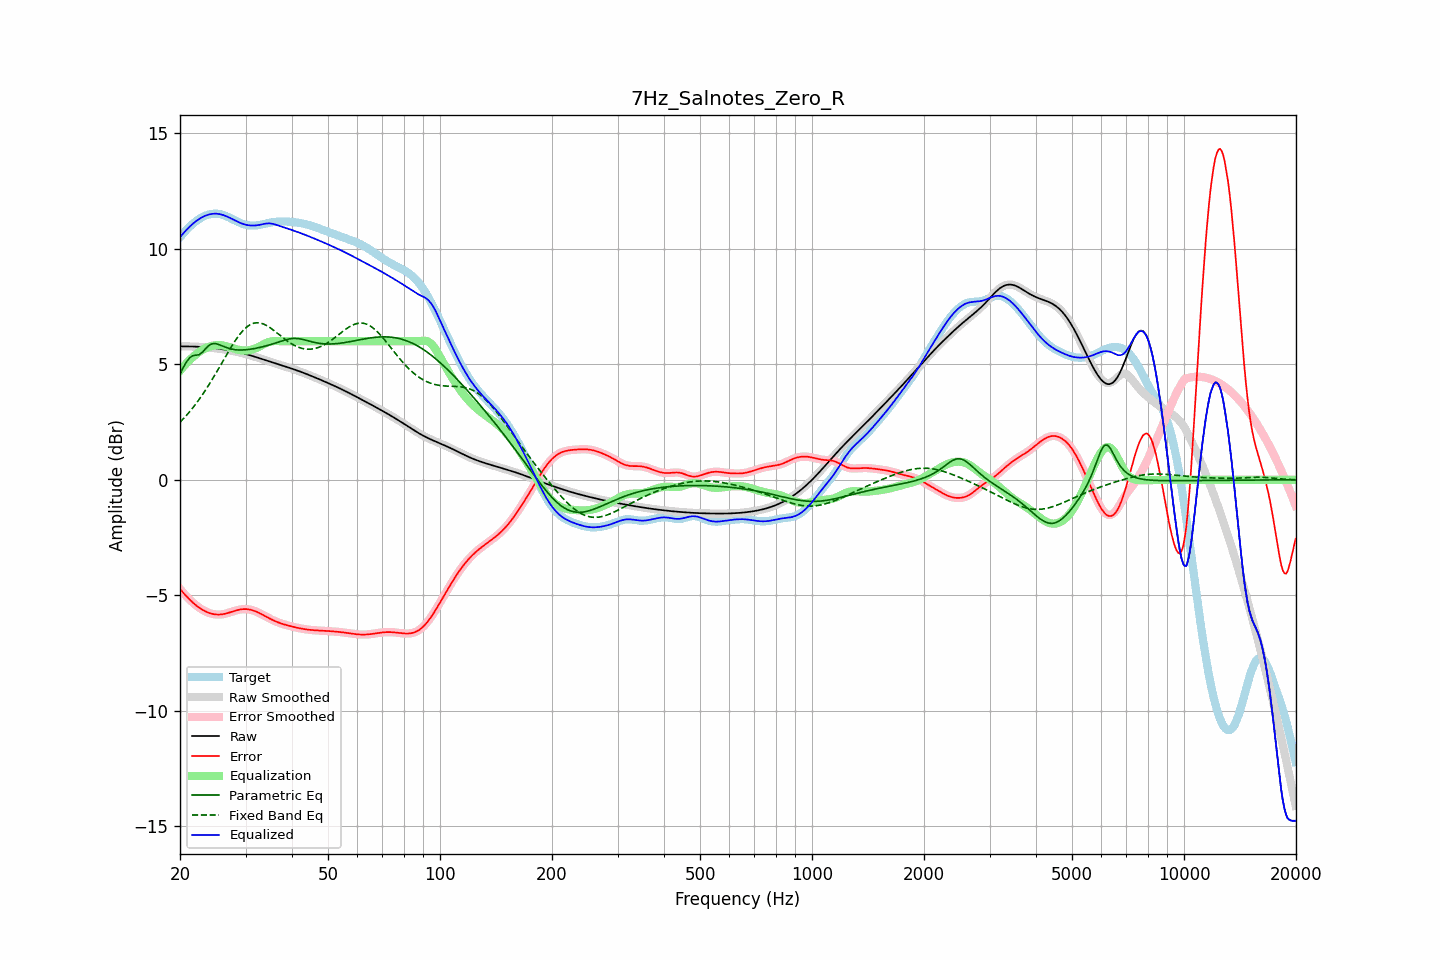 7Hz_Salnotes_Zero_R
Amplitude (dBr)
15
10
5
0
−5
−10
−15
Target
Raw Smoothed
Error Smoothed
Raw
Error
Equalization
Parametric Eq
Fixed Band Eq
Equalized
20 50 100 200 500 1000 2000 5000 10000 20000
Frequency (Hz)